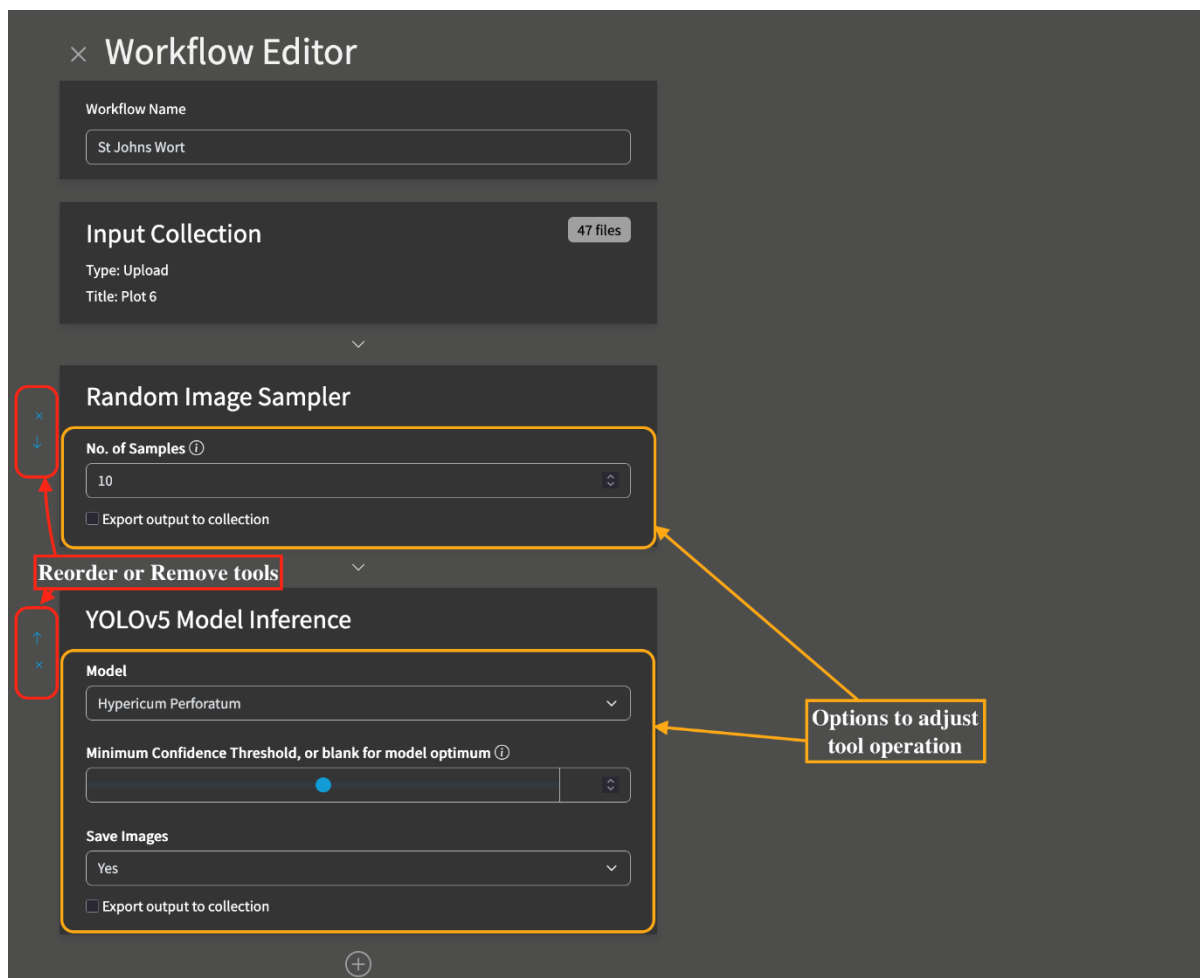 × Workflow Editor
Workflow Name
St Johns Wort
Input Collection
47 files
Type: Upload
Title: Plot 6
Random Image Sampler
No. of Samples
10
Export output to collection
Reorder or Remove tools
YOLOv5 Model Inference
Model
Hypericum Perforatum
Options to adjust
tool operation
Minimum Confidence Threshold, or blank for model optimum
Save Images
Yes
Export output to collection